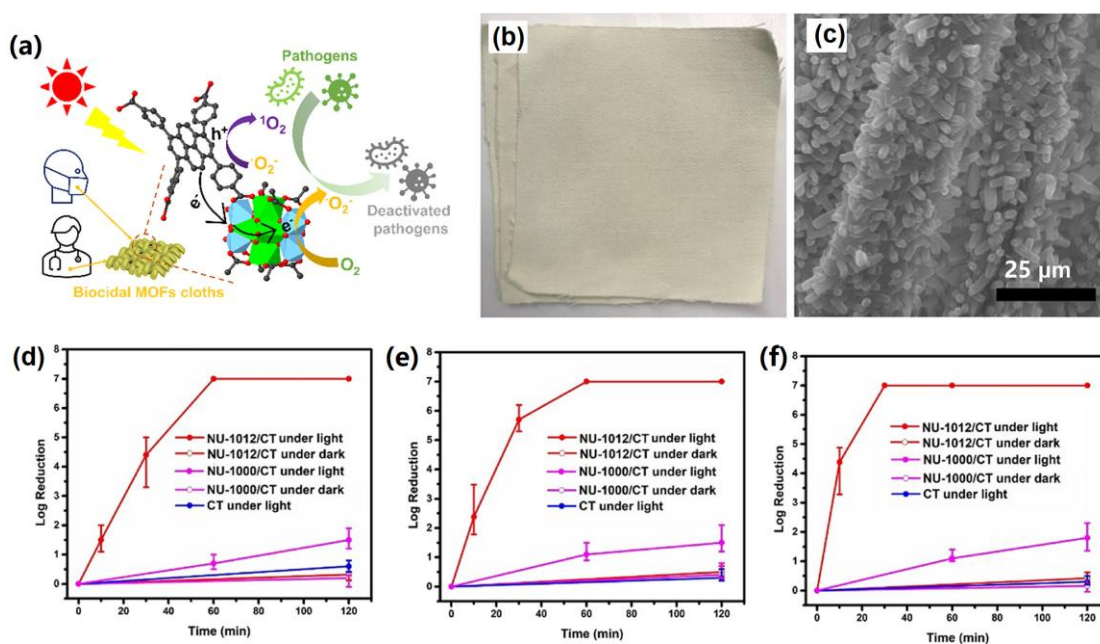 (a)
Pathogens
h⁺
¹O₂
·O₂⁻
e⁻
·O₂⁻
e⁻
Deactivated
pathogens
O₂
Biocidal MOFs cloths
(b)
(c)
25 μm
(d)
Log Reduction
8
7
6
5
4
3
2
1
0
NU-1012/CT under light
NU-1012/CT under dark
NU-1000/CT under light
NU-1000/CT under dark
CT under light
0 20 40 60 80 100 120
Time (min)
(e)
Log Reduction
8
7
6
5
4
3
2
1
0
NU-1012/CT under light
NU-1012/CT under dark
NU-1000/CT under light
NU-1000/CT under dark
CT under light
0 20 40 60 80 100 120
Time (min)
(f)
Log Reduction
8
7
6
5
4
3
2
1
0
NU-1012/CT under light
NU-1012/CT under dark
NU-1000/CT under light
NU-1000/CT under dark
CT under light
0 20 40 60 80 100 120
Time (min)